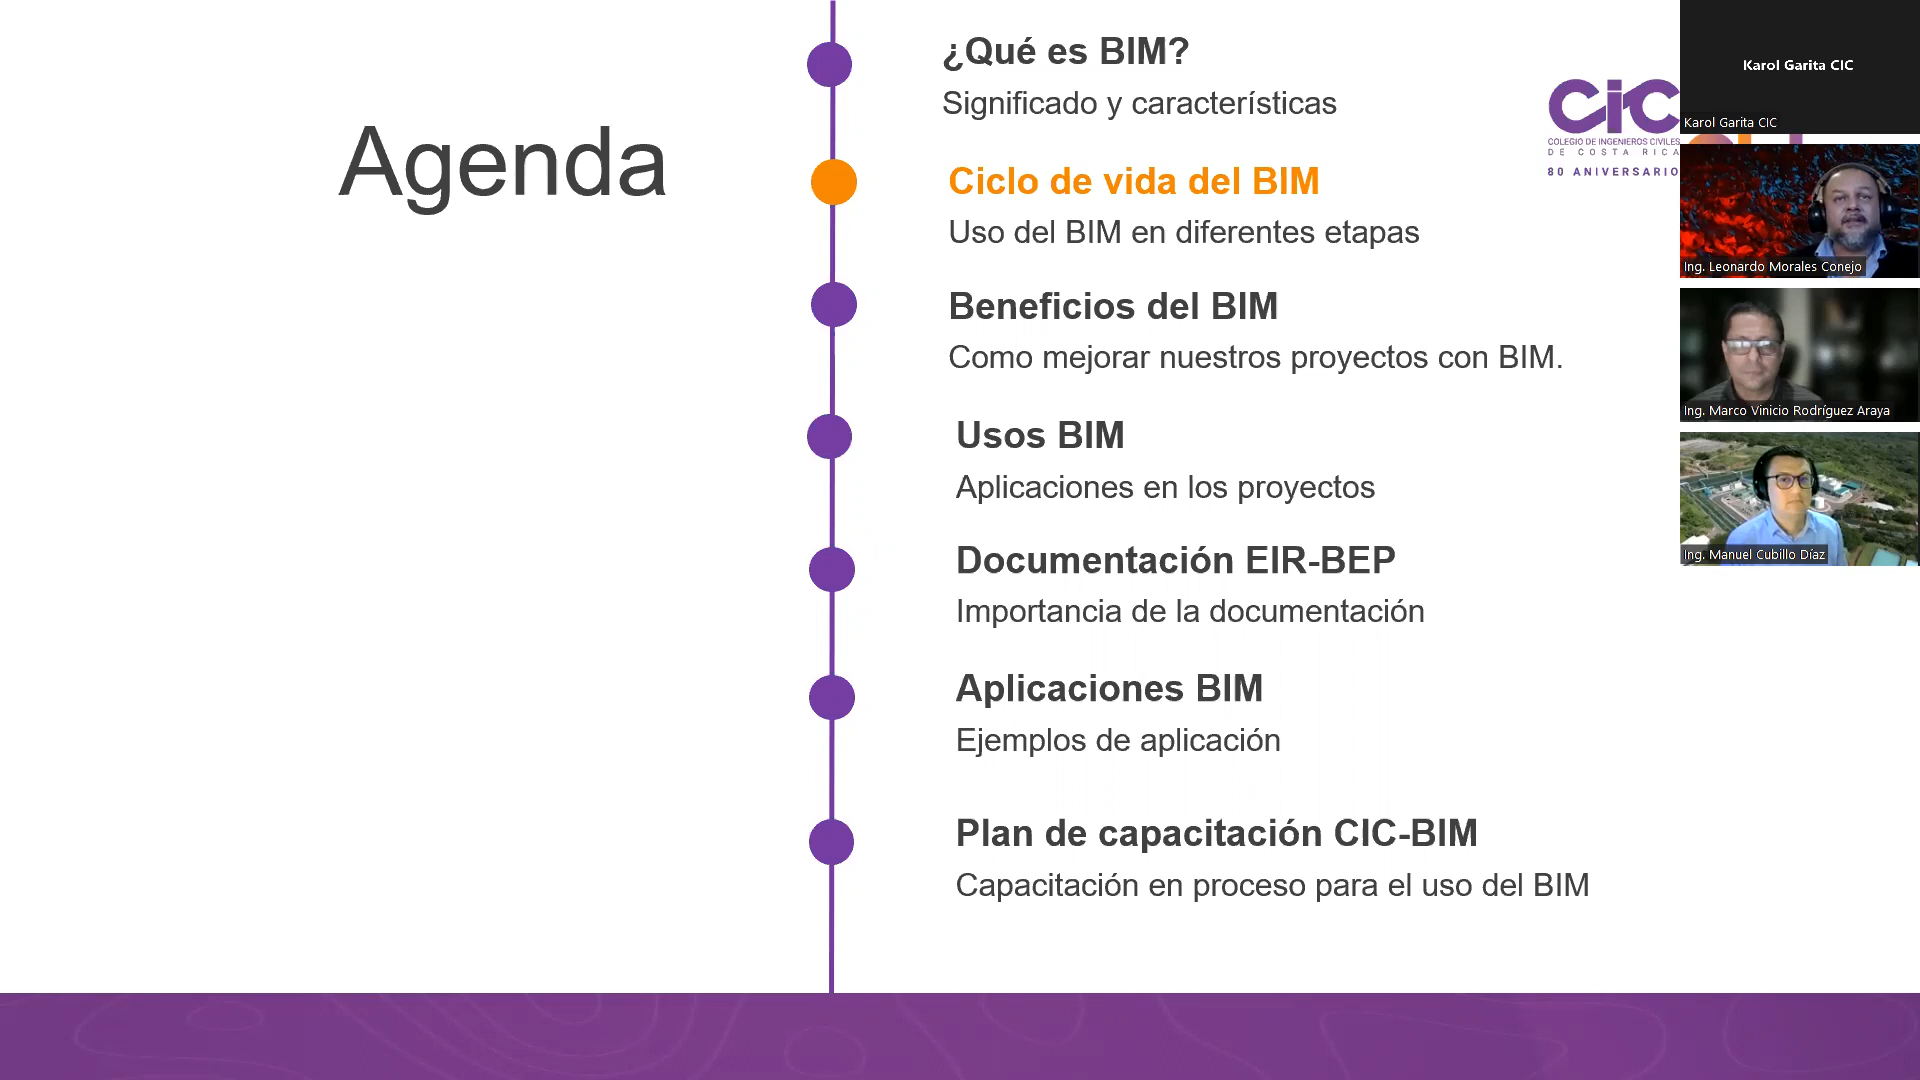 Agenda
¿Qué es BIM?
Significado y características
Ciclo de vida del BIM
Uso del BIM en diferentes etapas
Beneficios del BIM
Como mejorar nuestros proyectos con BIM.
Usos BIM
Aplicaciones en los proyectos
Documentación EIR-BEP
Importancia de la documentación
Aplicaciones BIM
Ejemplos de aplicación
Plan de capacitación CIC-BIM
Capacitación en proceso para el uso del BIM
CIC
COLEGIO DE INGENIEROS CIVILES
DE COSTA RICA
80 ANIVERSARIO
Karol Garita CIC
Karol Garita CIC
Ing. Leonardo Morales Conejo
Ing. Marco Vinicio Rodríguez Araya
Ing. Manuel Cubillo Díaz